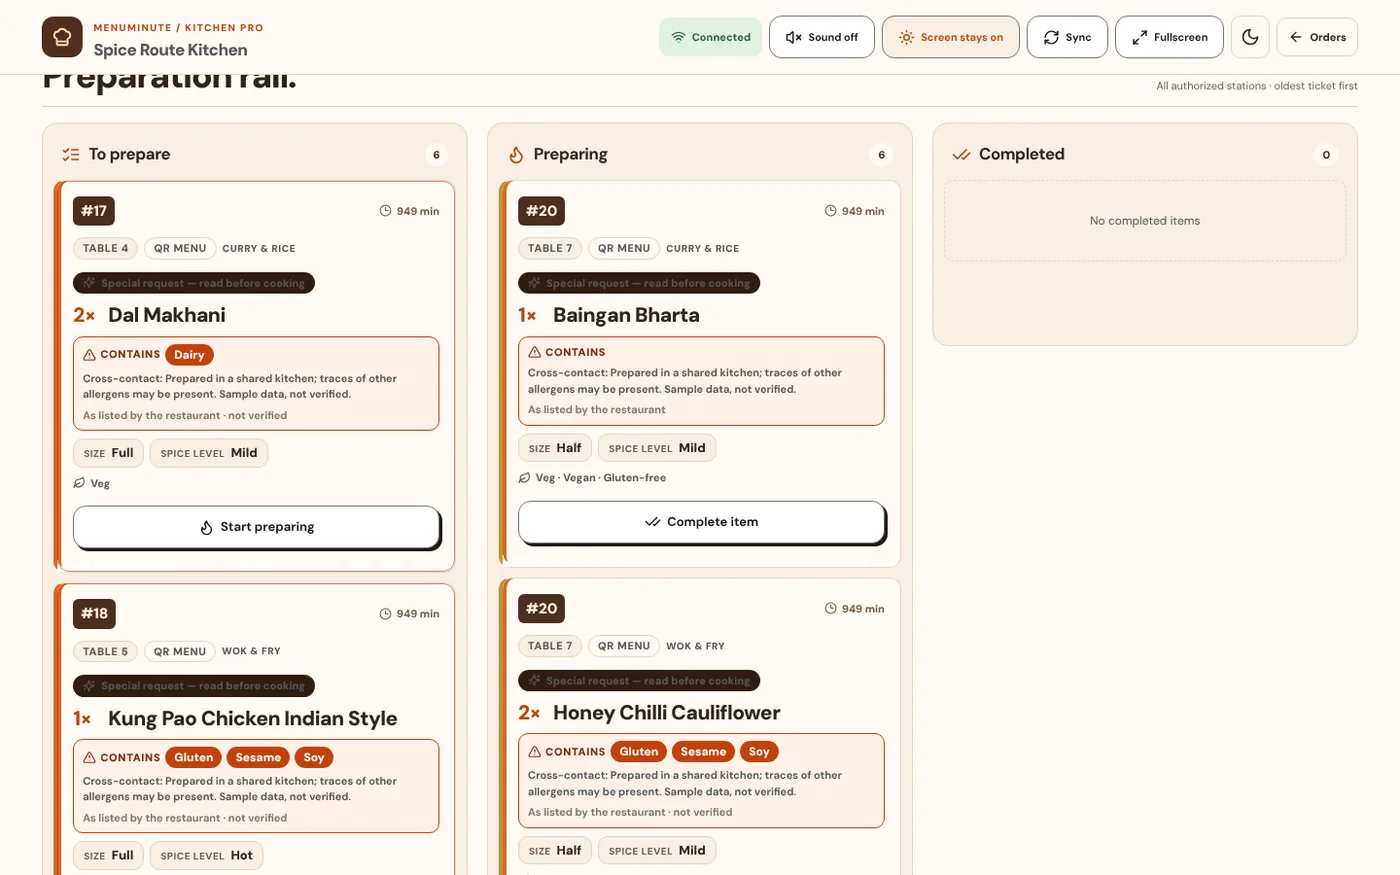 MENUMINUTE / KITCHEN PRO
Spice Route Kitchen
Connected
Sound off
Screen stays on
Sync
Fullscreen
Orders
Preparation rail.
All authorized stations · oldest ticket first
To prepare
6
#17
949 min
TABLE 4
QR MENU
CURRY & RICE
Special request — read before cooking
2× Dal Makhani
CONTAINS Dairy
Cross-contact: Prepared in a shared kitchen; traces of other
allergens may be present. Sample data, not verified.
As listed by the restaurant · not verified
SIZE Full
SPICE LEVEL Mild
Veg
Start preparing
#18
949 min
TABLE 5
QR MENU
WOK & FRY
Special request — read before cooking
1× Kung Pao Chicken Indian Style
CONTAINS Gluten Sesame Soy
Cross-contact: Prepared in a shared kitchen; traces of other
allergens may be present. Sample data, not verified.
As listed by the restaurant · not verified
SIZE Full
SPICE LEVEL Hot
Preparing
6
#20
949 min
TABLE 7
QR MENU
CURRY & RICE
Special request — read before cooking
1× Baingan Bharta
CONTAINS
Cross-contact: Prepared in a shared kitchen; traces of other
allergens may be present. Sample data, not verified.
As listed by the restaurant
SIZE Half
SPICE LEVEL Mild
Veg · Vegan · Gluten-free
Complete item
#20
949 min
TABLE 7
QR MENU
WOK & FRY
Special request — read before cooking
2× Honey Chilli Cauliflower
CONTAINS Gluten Sesame Soy
Cross-contact: Prepared in a shared kitchen; traces of other
allergens may be present. Sample data, not verified.
As listed by the restaurant · not verified
SIZE Half
SPICE LEVEL Mild
Completed
0
No completed items